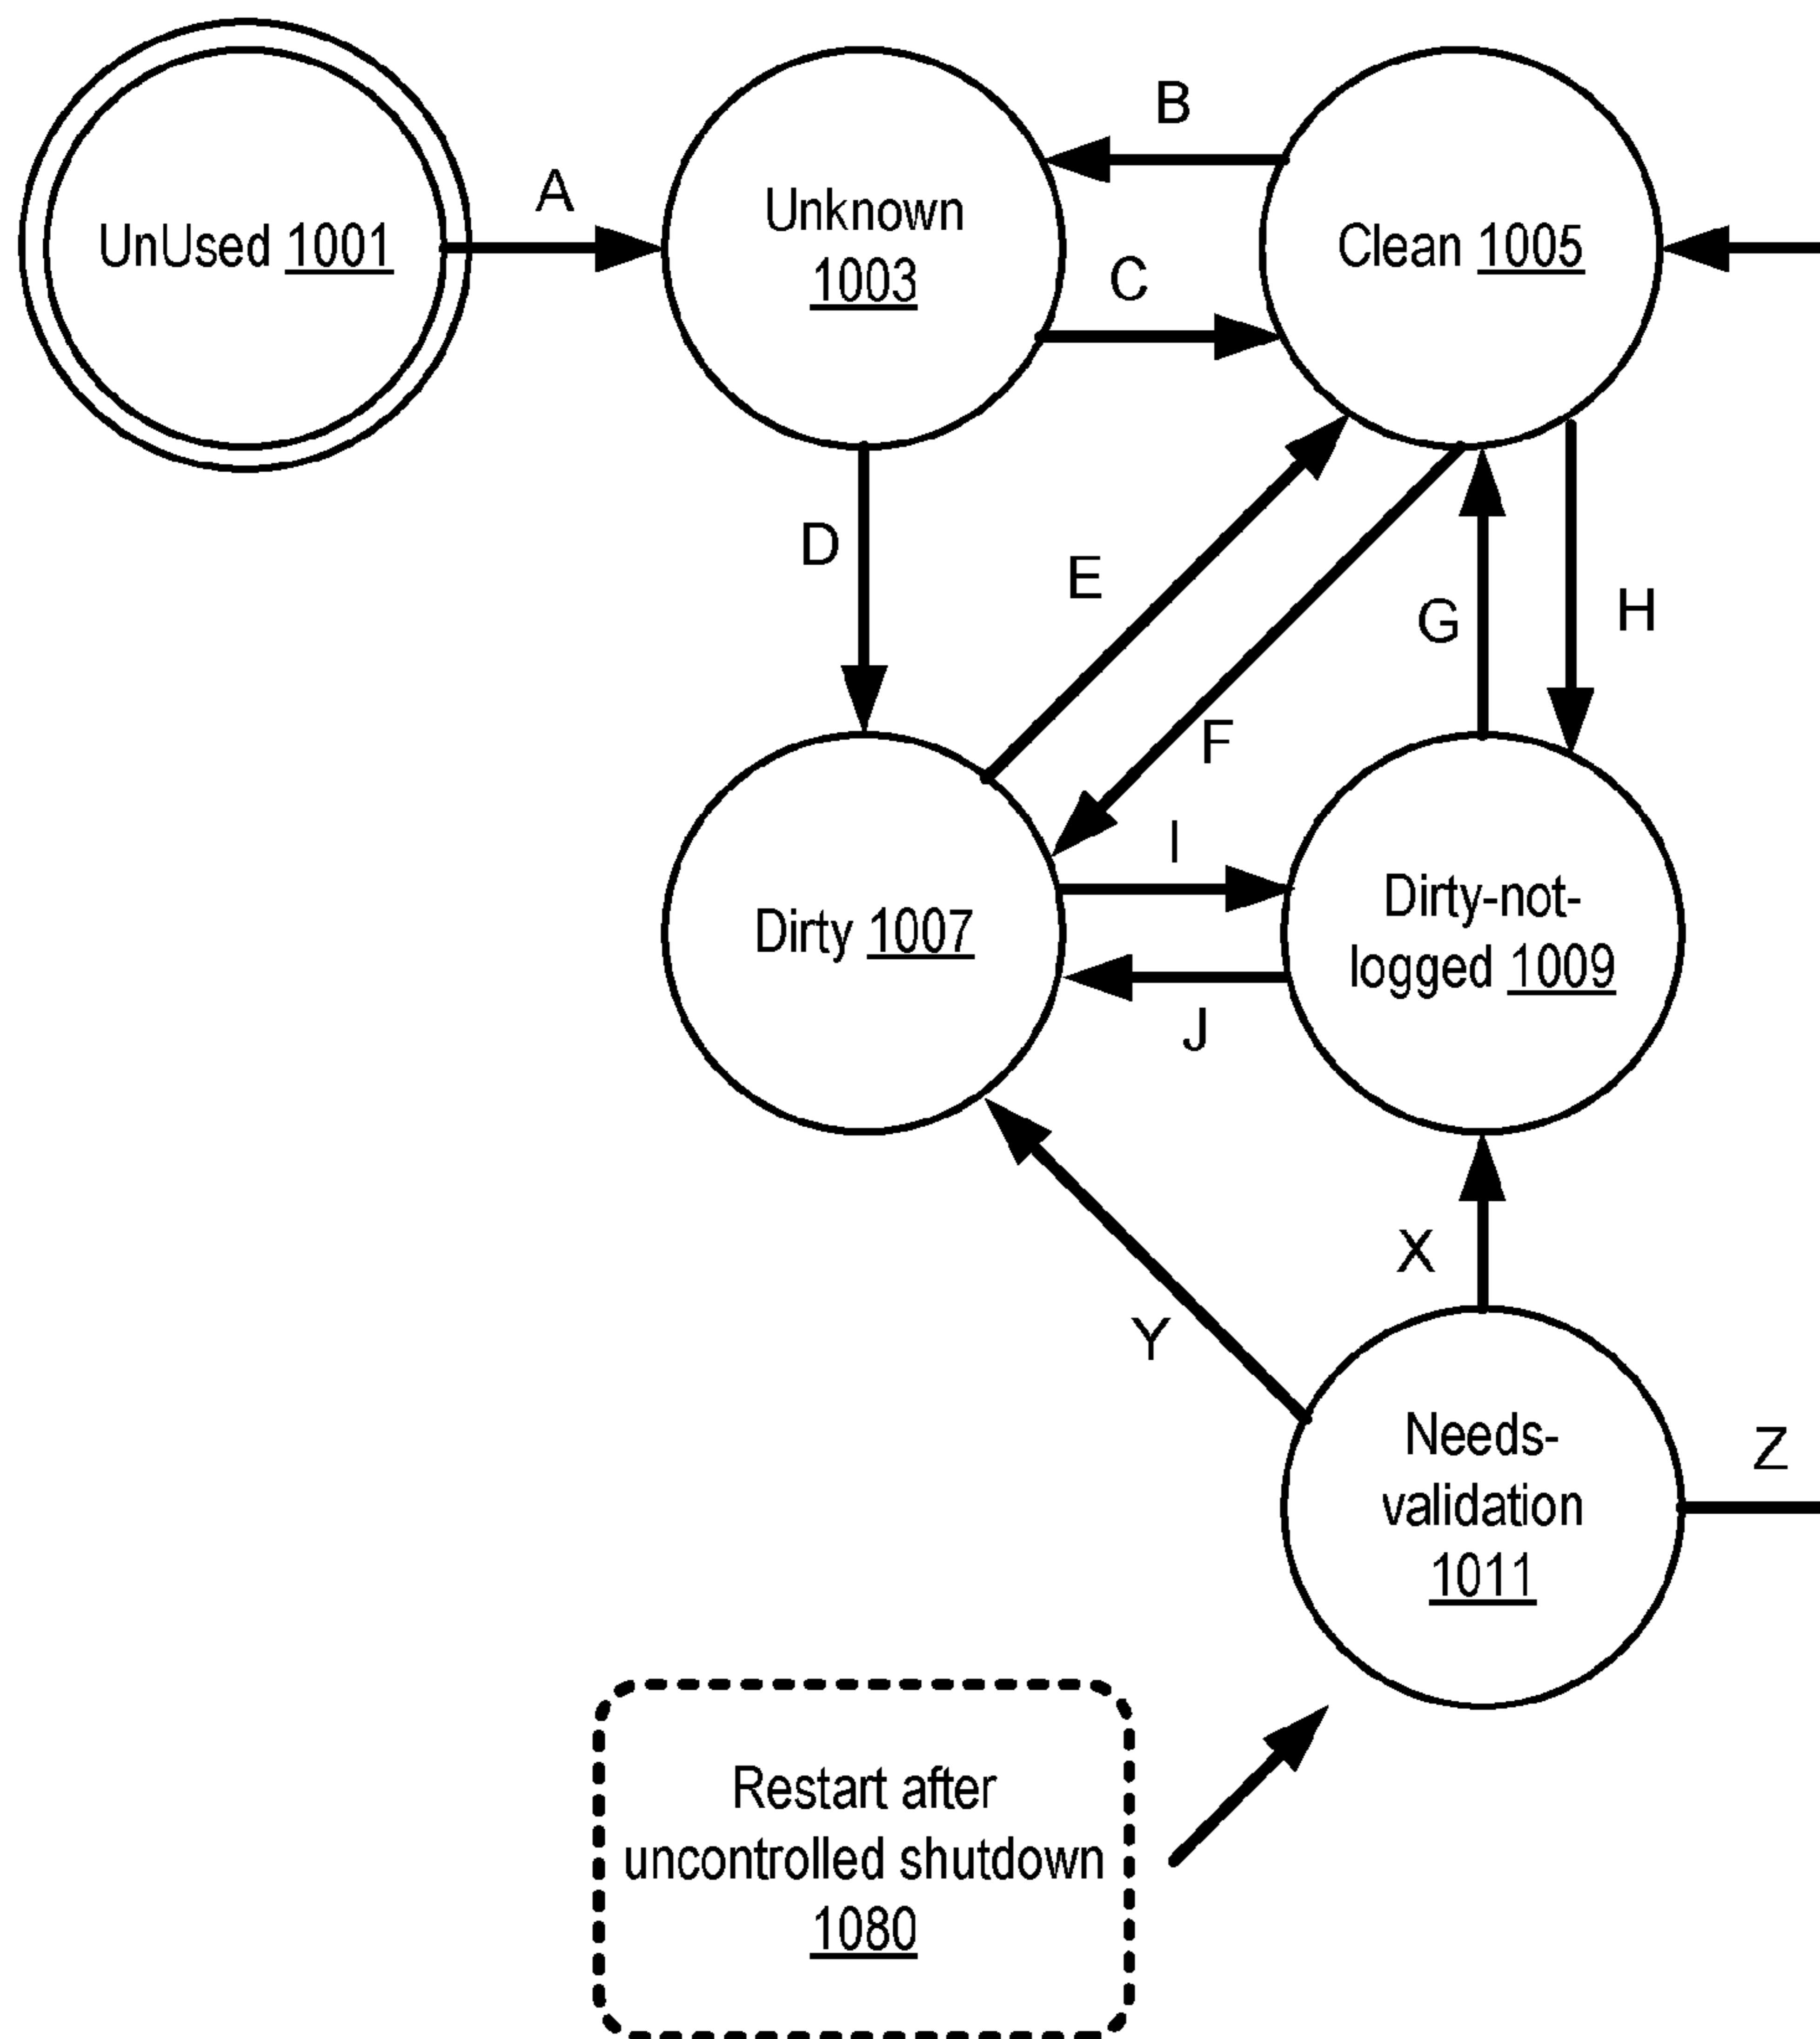 UnUsed 1001
A
Unknown
1003
B
C
Clean 1005
D
E
F
G
H
Dirty 1007
I
J
Dirty-not-
logged 1009
Y
X
Needs-
validation
1011
Z
Restart after
uncontrolled shutdown
1080